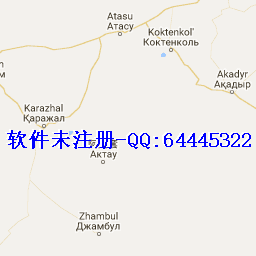 Atasu
Атасу
Koktenkol'
Коктенколь
Akadyr
Ақадыр
Karazhal
Қаражал
软件未注册-QQ:64445322
Актау
Zhambul
Джамбул